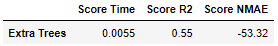 Score Time Score R2 Score NMAE
Extra Trees 0.0055 0.55 -53.32